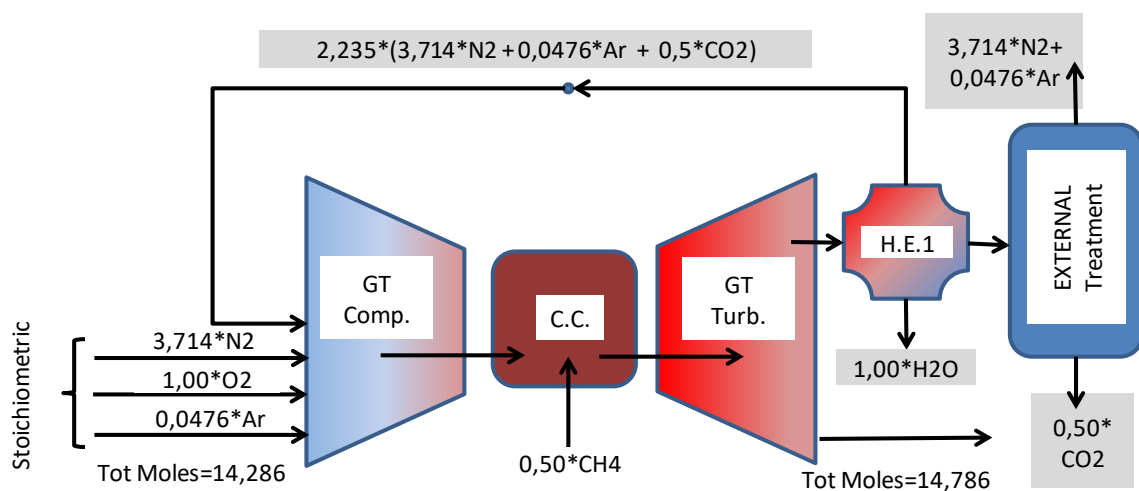 2,235*(3,714*N2 +0,0476*Ar + 0,5*CO2)
3,714*N2+
0,0476*Ar
GT
Comp.
C.C.
GT
Turb.
H.E.1
EXTERNAL
Treatment
Stoichiometric
3,714*N2
1,00*O2
0,0476*Ar
Tot Moles=14,286
0,50*CH4
1,00*H2O
Tot Moles=14,786
0,50*
CO2